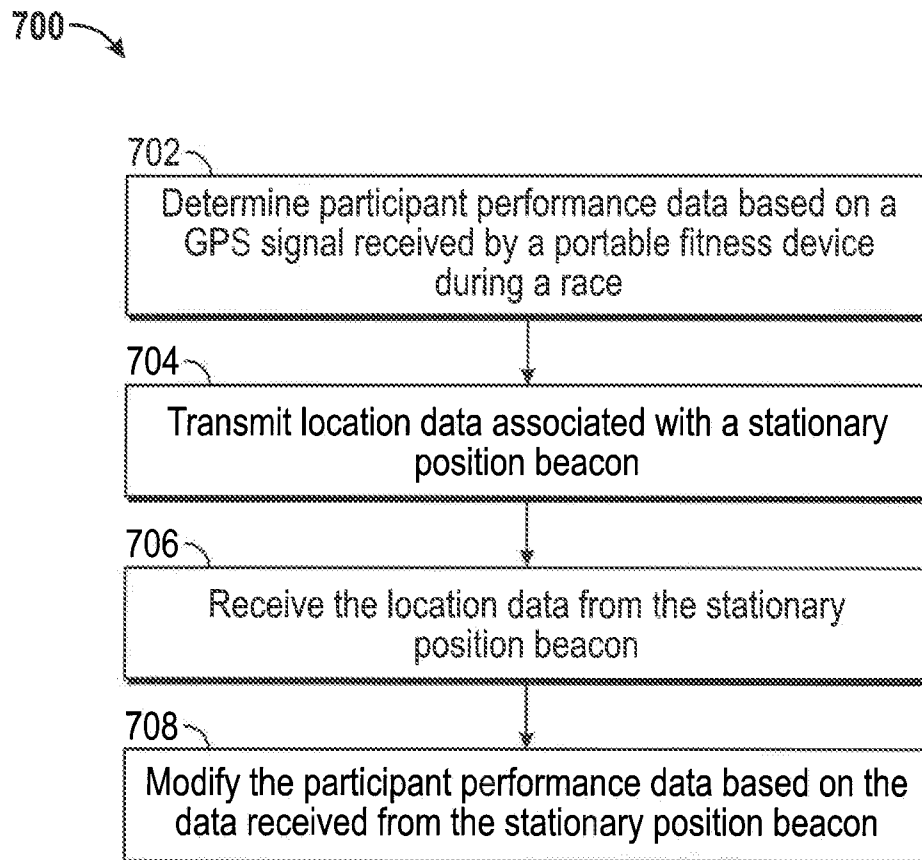 700
702
Determine participant performance data based on a
GPS signal received by a portable fitness device
during a race
704
Transmit location data associated with a stationary
position beacon
706
Receive the location data from the stationary
position beacon
708
Modify the participant performance data based on the
data received from the stationary position beacon